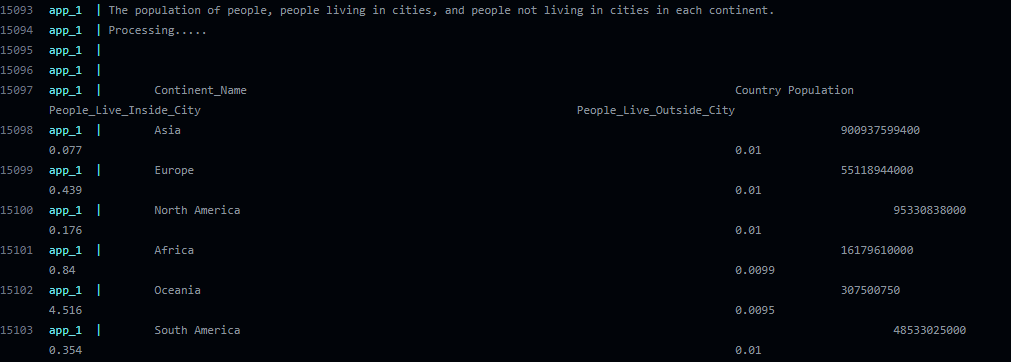 15093 app_1 | The population of people, people living in cities, and people not living in cities in each continent.
15094 app_1 | Processing.....
15095 app_1 |
15096 app_1 |
15097 app_1 | Continent_Name Country Population
People_Live_Inside_City People_Live_Outside_City
15098 app_1 | Asia 900937599400
0.077 0.01
15099 app_1 | Europe 55118944000
0.439 0.01
15100 app_1 | North America 95330838000
0.176 0.01
15101 app_1 | Africa 16179610000
0.84 0.0099
15102 app_1 | Oceania 307500750
4.516 0.0095
15103 app_1 | South America 48533025000
0.354 0.01